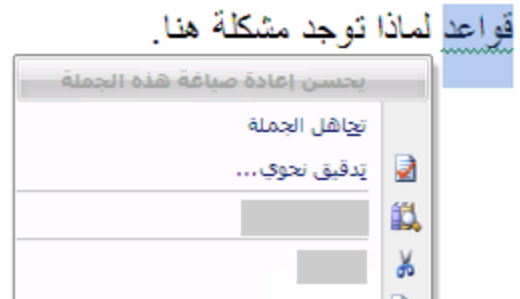 قواعد لماذا توجد مشكلة هنا.
يحسن إعادة صياغة هذه الجملة
تجاهل الجملة
تدقيق نحوي...